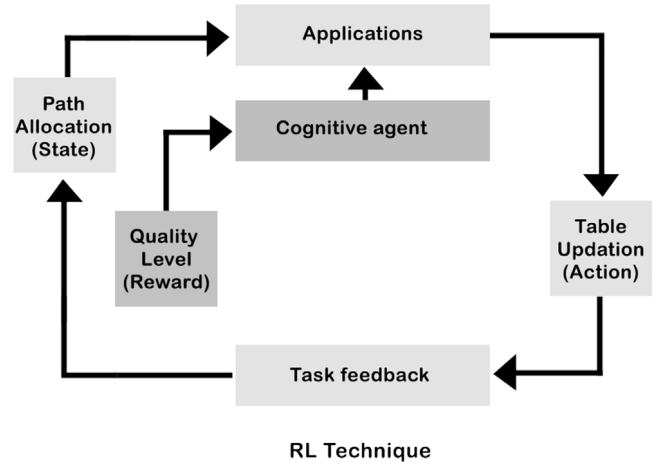 Applications
Path
Allocation
(State)
Cognitive agent
Quality
Level
(Reward)
Table
Updation
(Action)
Task feedback
RL Technique